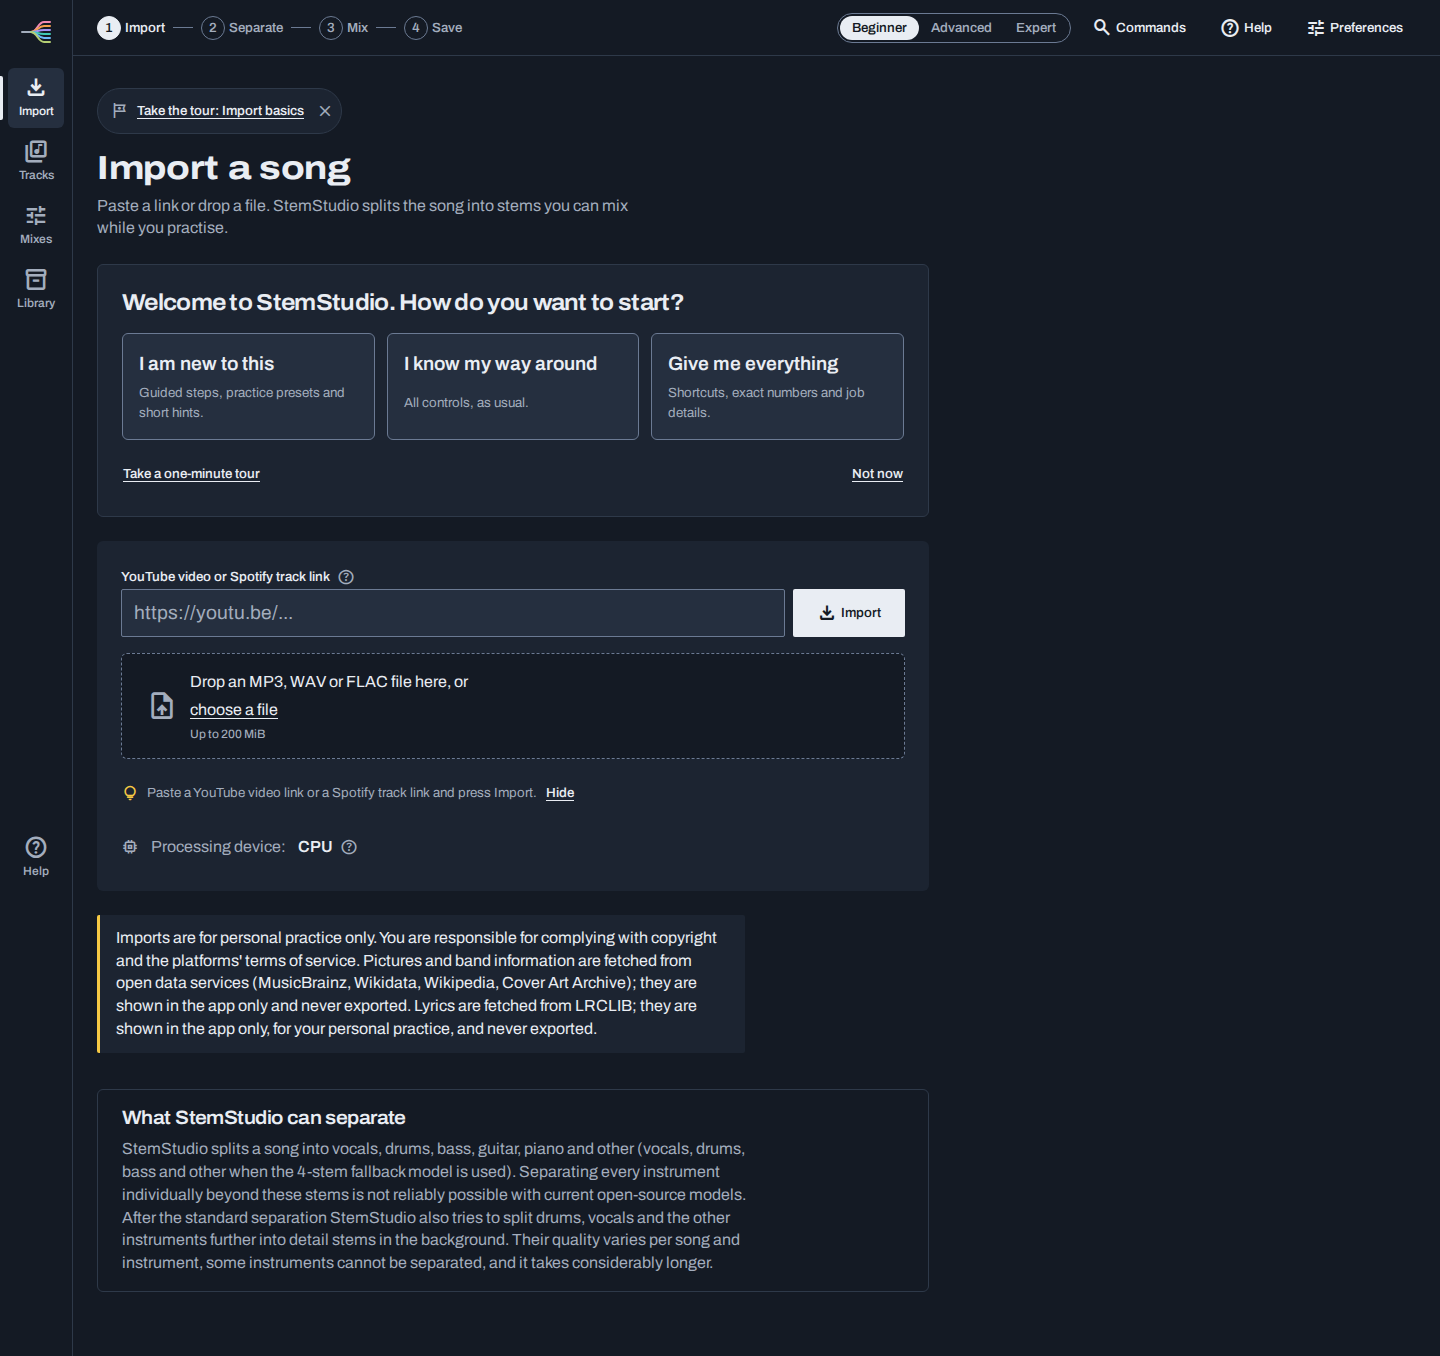 1 Import
2 Separate
3 Mix
4 Save
Beginner
Advanced
Expert
Commands
Help
Preferences
Import
Tracks
Mixes
Library
Help
Take the tour: Import basics
Import a song
Paste a link or drop a file. StemStudio splits the song into stems you can mix
while you practise.
Welcome to StemStudio. How do you want to start?
I am new to this
Guided steps, practice presets and
short hints.
I know my way around
All controls, as usual.
Give me everything
Shortcuts, exact numbers and job
details.
Take a one-minute tour
Not now
YouTube video or Spotify track link
https://youtu.be/...
Import
Drop an MP3, WAV or FLAC file here, or
choose a file
Up to 200 MiB
Paste a YouTube video link or a Spotify track link and press Import. Hide
Processing device: CPU
Imports are for personal practice only. You are responsible for complying with copyright
and the platforms' terms of service. Pictures and band information are fetched from
open data services (MusicBrainz, Wikidata, Wikipedia, Cover Art Archive); they are
shown in the app only and never exported. Lyrics are fetched from LRCLIB; they are
shown in the app only, for your personal practice, and never exported.
What StemStudio can separate
StemStudio splits a song into vocals, drums, bass, guitar, piano and other (vocals, drums,
bass and other when the 4-stem fallback model is used). Separating every instrument
individually beyond these stems is not reliably possible with current open-source models.
After the standard separation StemStudio also tries to split drums, vocals and the other
instruments further into detail stems in the background. Their quality varies per song and
instrument, some instruments cannot be separated, and it takes considerably longer.